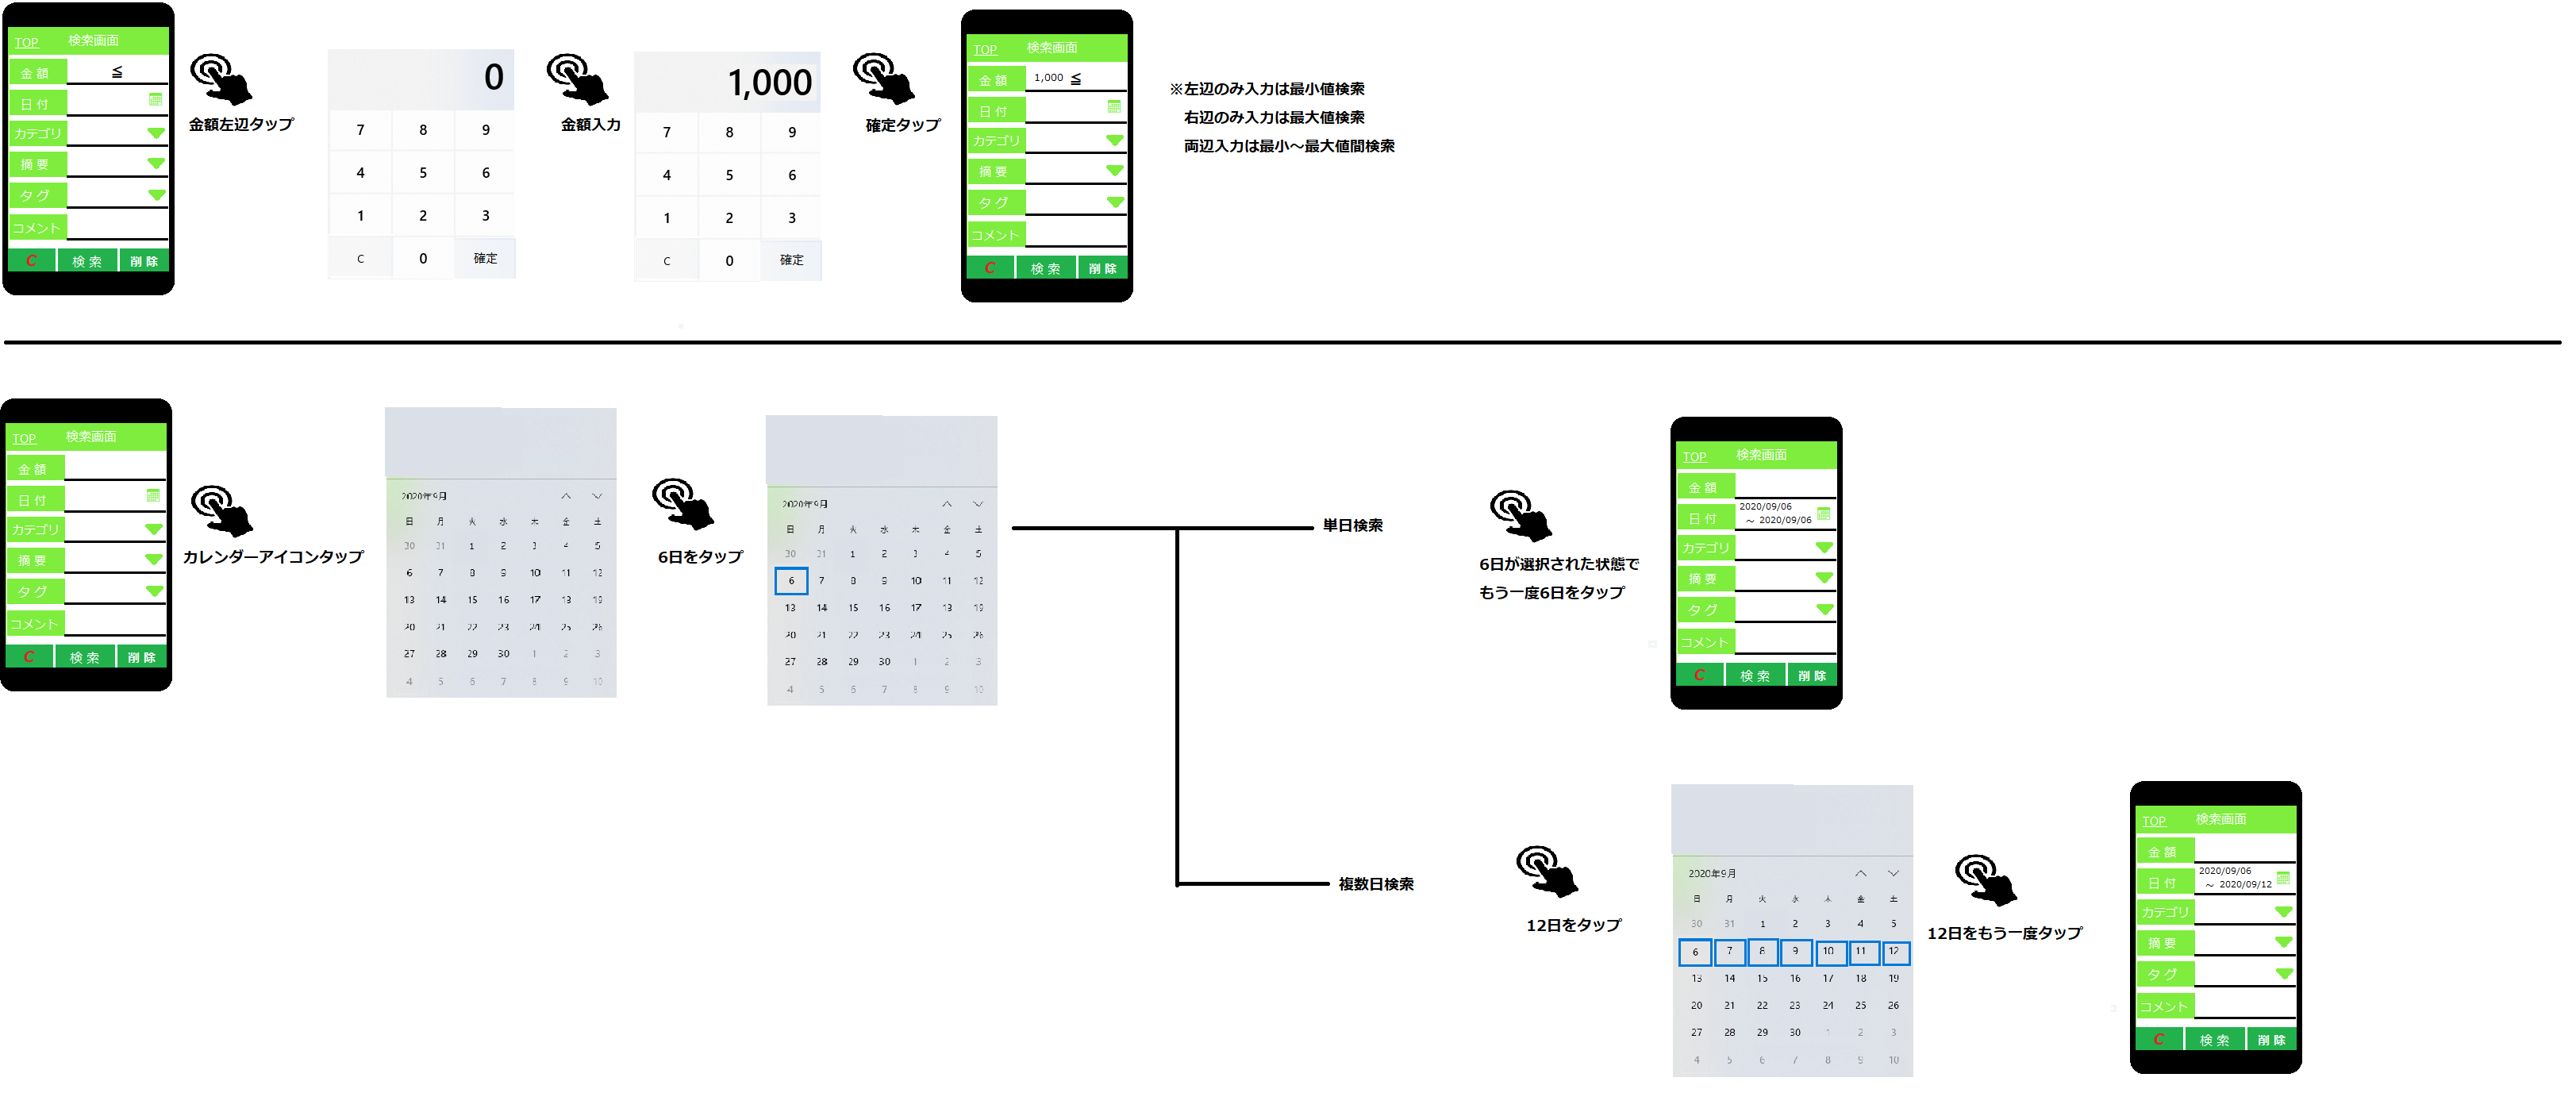 TOP 検索画面
金 額 ≦
日 付
カテゴリ
摘 要
タ グ
コメント
C 検 索 削 除
金額左辺タップ
0
7 8 9
4 5 6
1 2 3
C 0 確定
金額入力
1,000
7 8 9
4 5 6
1 2 3
C 0 確定
確定タップ
TOP 検索画面
金 額 1,000 ≦
日 付
カテゴリ
摘 要
タ グ
コメント
C 検 索 削 除
※左辺のみ入力は最小値検索
右辺のみ入力は最大値検索
両辺入力は最小～最大値間検索
TOP 検索画面
金 額
日 付
カテゴリ
摘 要
タ グ
コメント
C 検 索 削 除
カレンダーアイコンタップ
2020年9月
日 月 火 水 木 金 土
30 31 1 2 3 4 5
6 7 8 9 10 11 12
13 14 15 16 17 18 19
20 21 22 23 24 25 26
27 28 29 30 1 2 3
4 5 6 7 8 9 10
6日をタップ
2020年9月
日 月 火 水 木 金 土
30 31 1 2 3 4 5
6 7 8 9 10 11 12
13 14 15 16 17 18 19
20 21 22 23 24 25 26
27 28 29 30 1 2 3
4 5 6 7 8 9 10
単日検索
6日が選択された状態で
もう一度6日をタップ
TOP 検索画面
金 額
日 付 2020/09/06
～ 2020/09/06
カテゴリ
摘 要
タ グ
コメント
C 検 索 削 除
複数日検索
12日をタップ
2020年9月
日 月 火 水 木 金 土
30 31 1 2 3 4 5
6 7 8 9 10 11 12
13 14 15 16 17 18 19
20 21 22 23 24 25 26
27 28 29 30 1 2 3
4 5 6 7 8 9 10
12日をもう一度タップ
TOP 検索画面
金 額
日 付 2020/09/06
～ 2020/09/12
カテゴリ
摘 要
タ グ
コメント
C 検 索 削 除